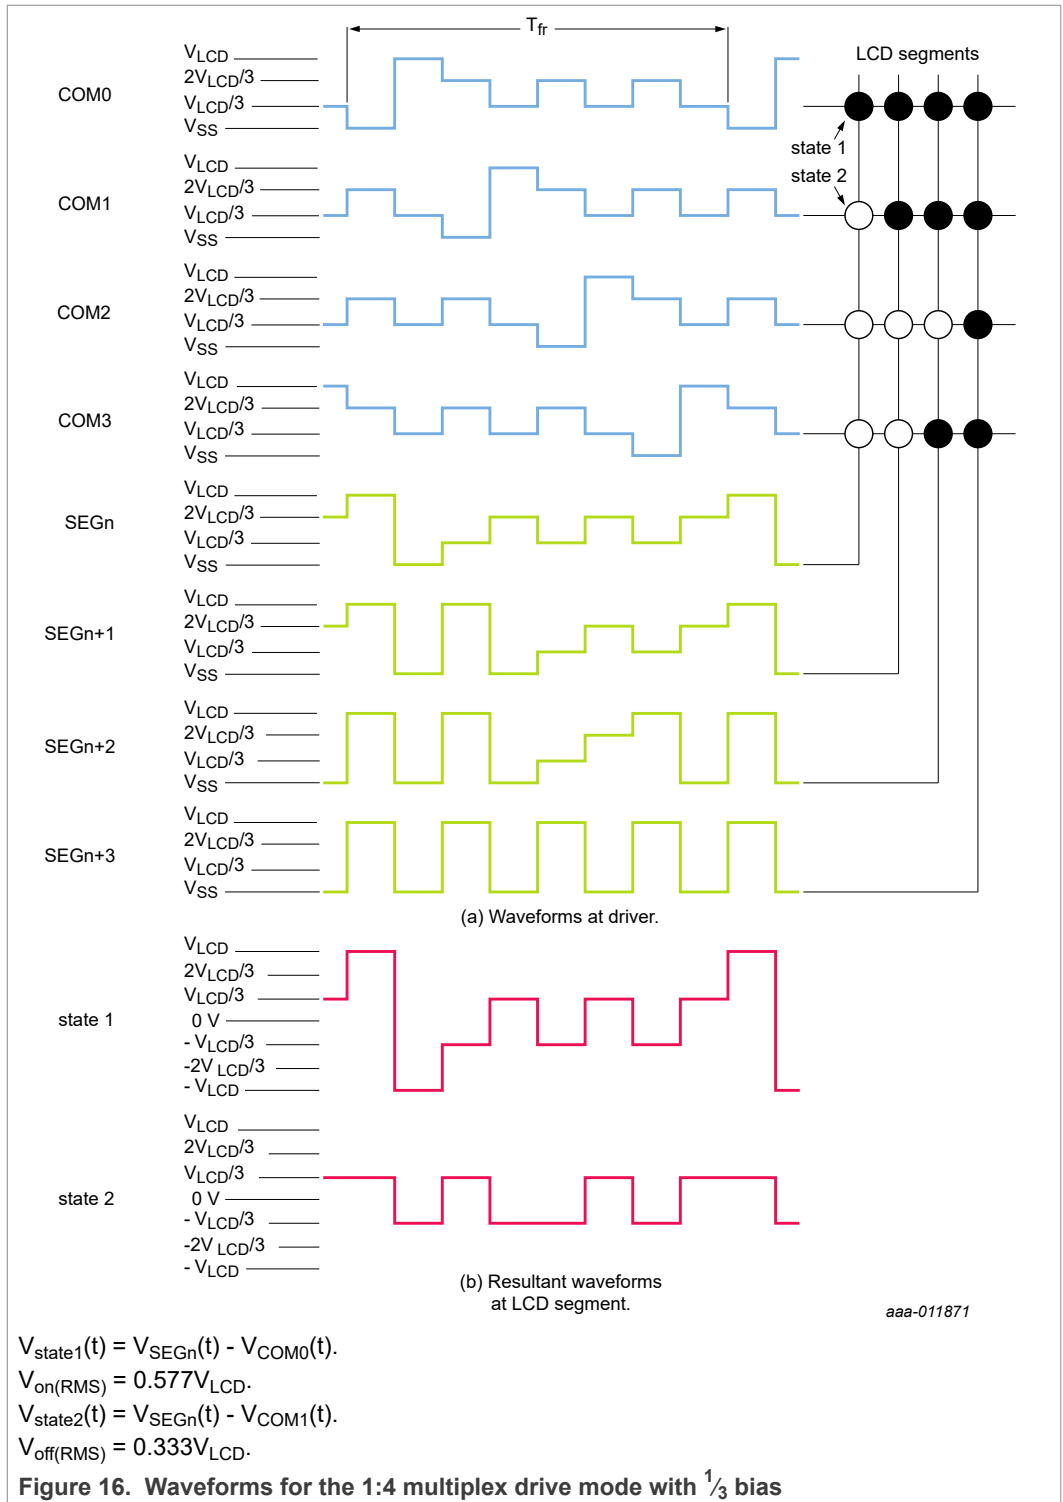 Tfr
LCD segments
COM0
VLCD
2VLCD/3
VLCD/3
VSS
state 1
state 2
COM1
VLCD
2VLCD/3
VLCD/3
VSS
COM2
VLCD
2VLCD/3
VLCD/3
VSS
COM3
VLCD
2VLCD/3
VLCD/3
VSS
SEGn
VLCD
2VLCD/3
VLCD/3
VSS
SEGn+1
VLCD
2VLCD/3
VLCD/3
VSS
SEGn+2
VLCD
2VLCD/3
VLCD/3
VSS
SEGn+3
VLCD
2VLCD/3
VLCD/3
VSS
(a) Waveforms at driver.
state 1
VLCD
2VLCD/3
VLCD/3
0 V
- VLCD/3
-2V LCD/3
- VLCD
state 2
VLCD
2VLCD/3
VLCD/3
0 V
- VLCD/3
-2V LCD/3
- VLCD
(b) Resultant waveforms
at LCD segment.
aaa-011871
Vstate1(t) = VSEGn(t) - VCOM0(t).
Von(RMS) = 0.577VLCD.
Vstate2(t) = VSEGn(t) - VCOM1(t).
Voff(RMS) = 0.333VLCD.
Figure 16. Waveforms for the 1:4 multiplex drive mode with 1⁄3 bias